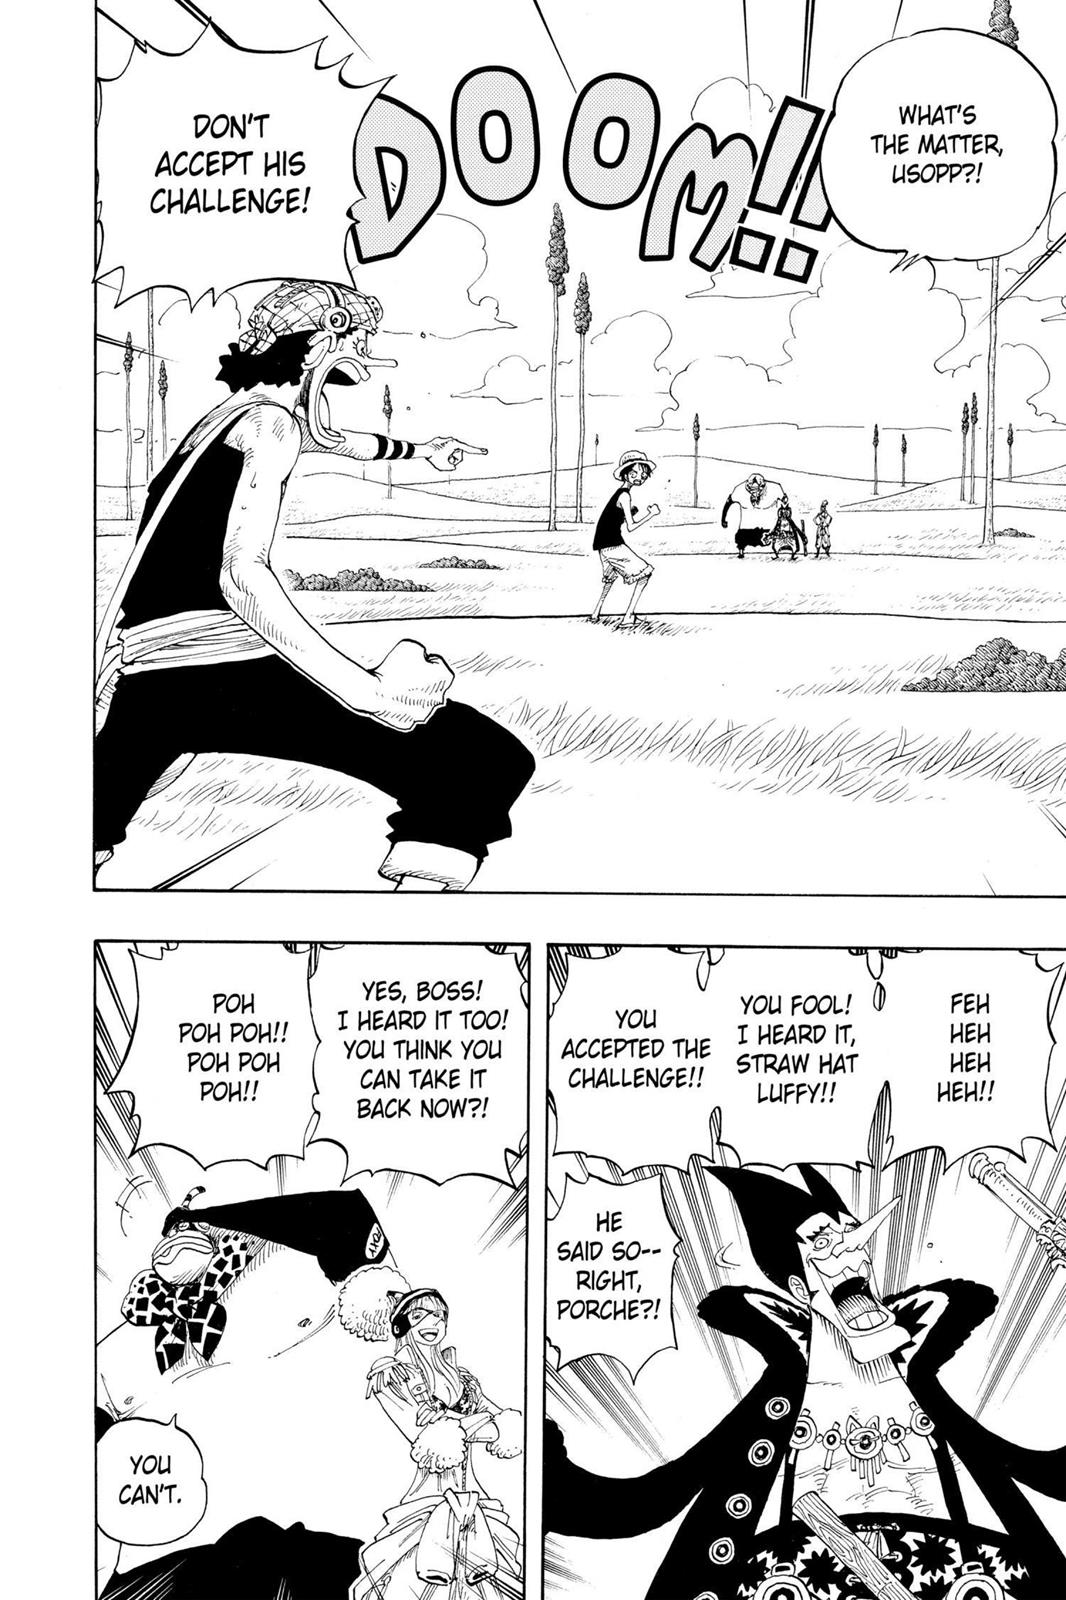 WHAT'S
THE MATTER,
USOPP?!
DOOM!!
DON'T
ACCEPT HIS
CHALLENGE!
FEH
HEH
HEH
HEH!!
YOU FOOL!
I HEARD IT,
STRAW HAT
LUFFY!!
YOU
ACCEPTED THE
CHALLENGE!!
HE
SAID SO--
RIGHT,
PORCHE?!
YES, BOSS!
I HEARD IT TOO!
YOU THINK YOU
CAN TAKE IT
BACK NOW?!
POH
POH POH!!
POH POH
POH!!
FOXY
YOU
CAN'T.